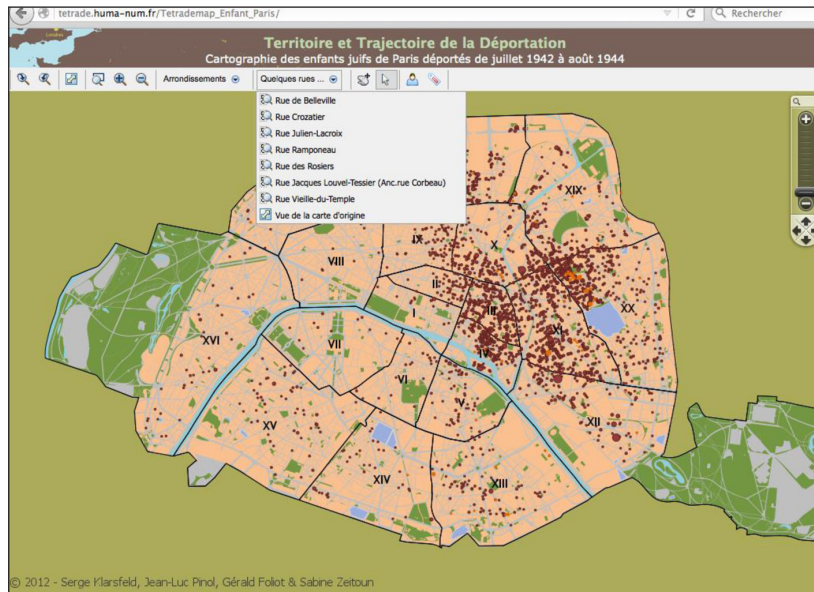 tetrade.huma-num.fr/Tetrademap_Enfant_Paris/
Rechercher
Territoire et Trajectoire de la Déportation
Cartographie des enfants juifs de Paris déportés de juillet 1942 à août 1944
Arrondissements
Quelques rues ...
Rue de Belleville
Rue Crozatier
Rue Julien-Lacroix
Rue Ramponeau
Rue des Rosiers
Rue Jacques Louvel-Tessier (Anc.rue Corbeau)
Rue Vieille-du-Temple
Vue de la carte d'origine
XIX
IX
X
VIII
II
I
III
XX
XVI
VII
XI
IV
VI
V
XV
XII
XIV
XIII
© 2012 - Serge Klarsfeld, Jean-Luc Pinol, Gérald Foliot & Sabine Zeitoun